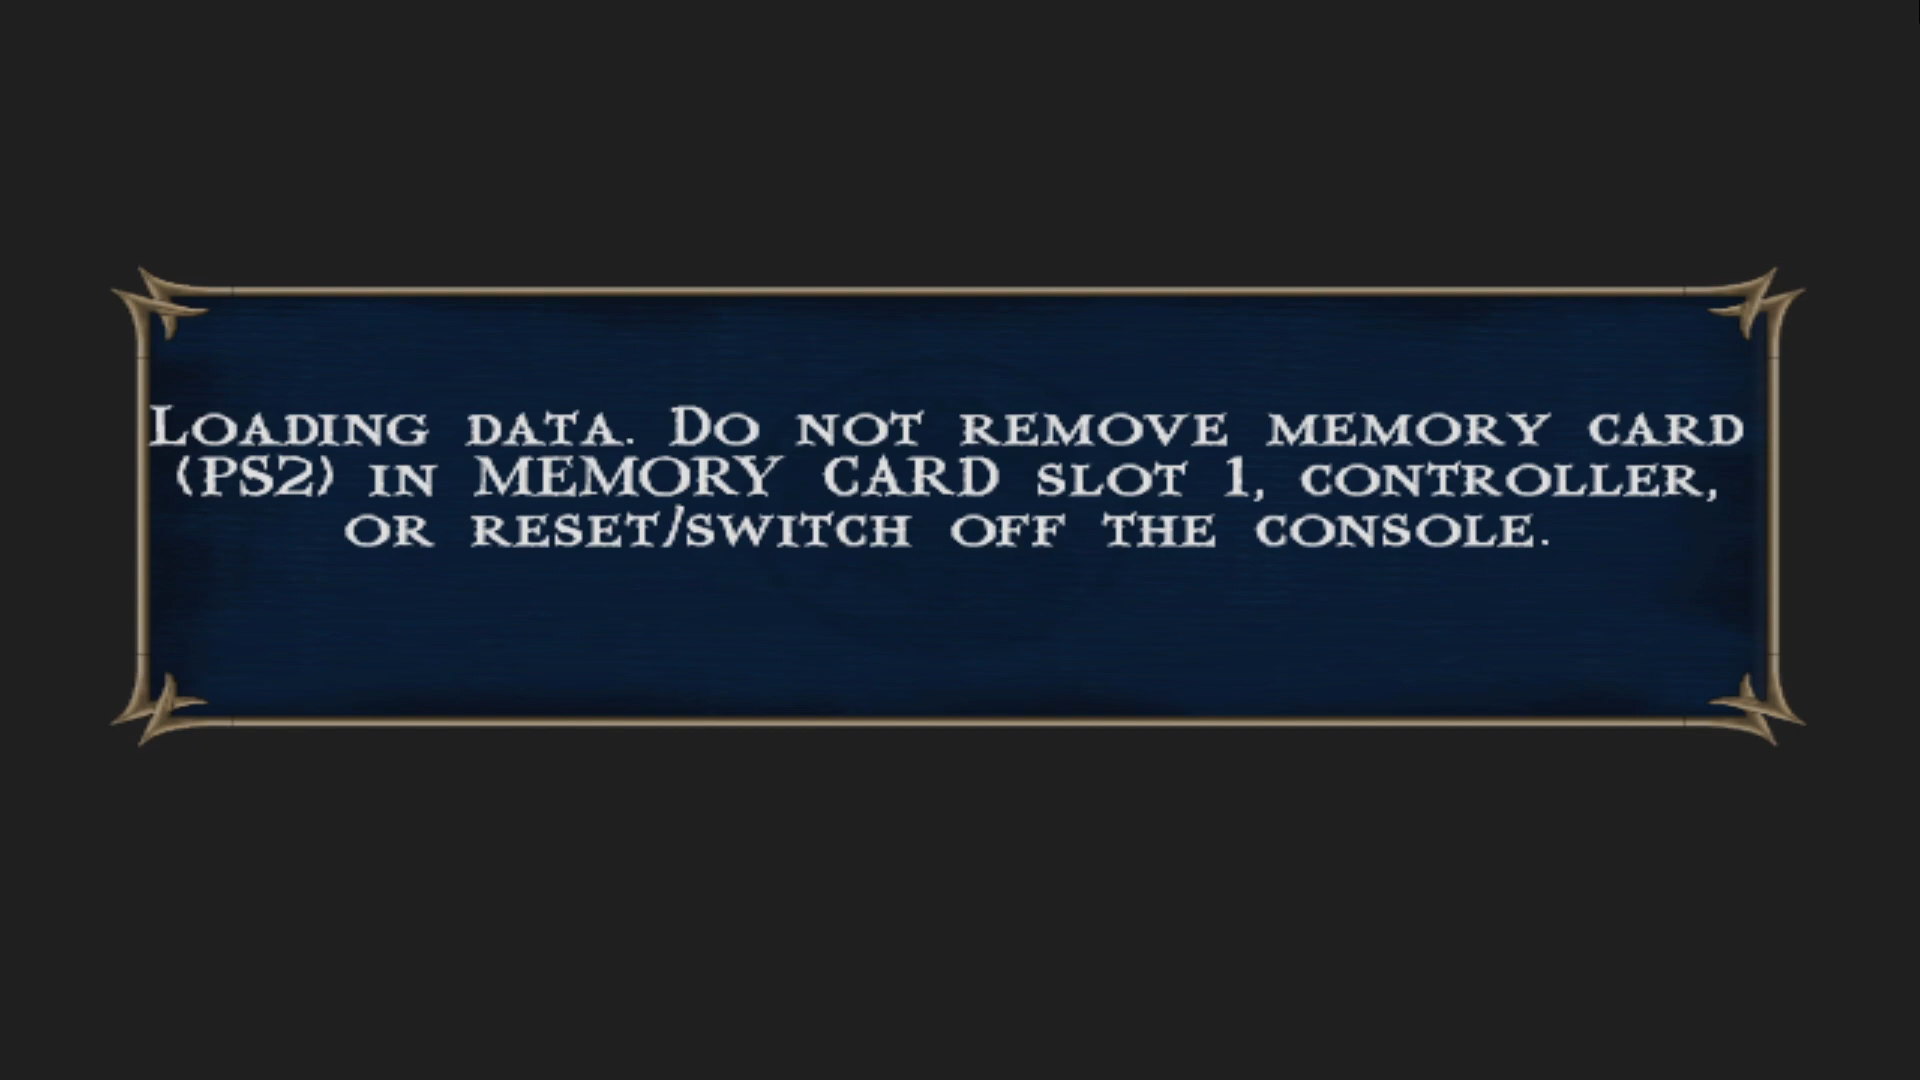 Loading data. Do not remove memory card
(PS2) in MEMORY CARD slot 1, controller,
or reset/switch off the console.